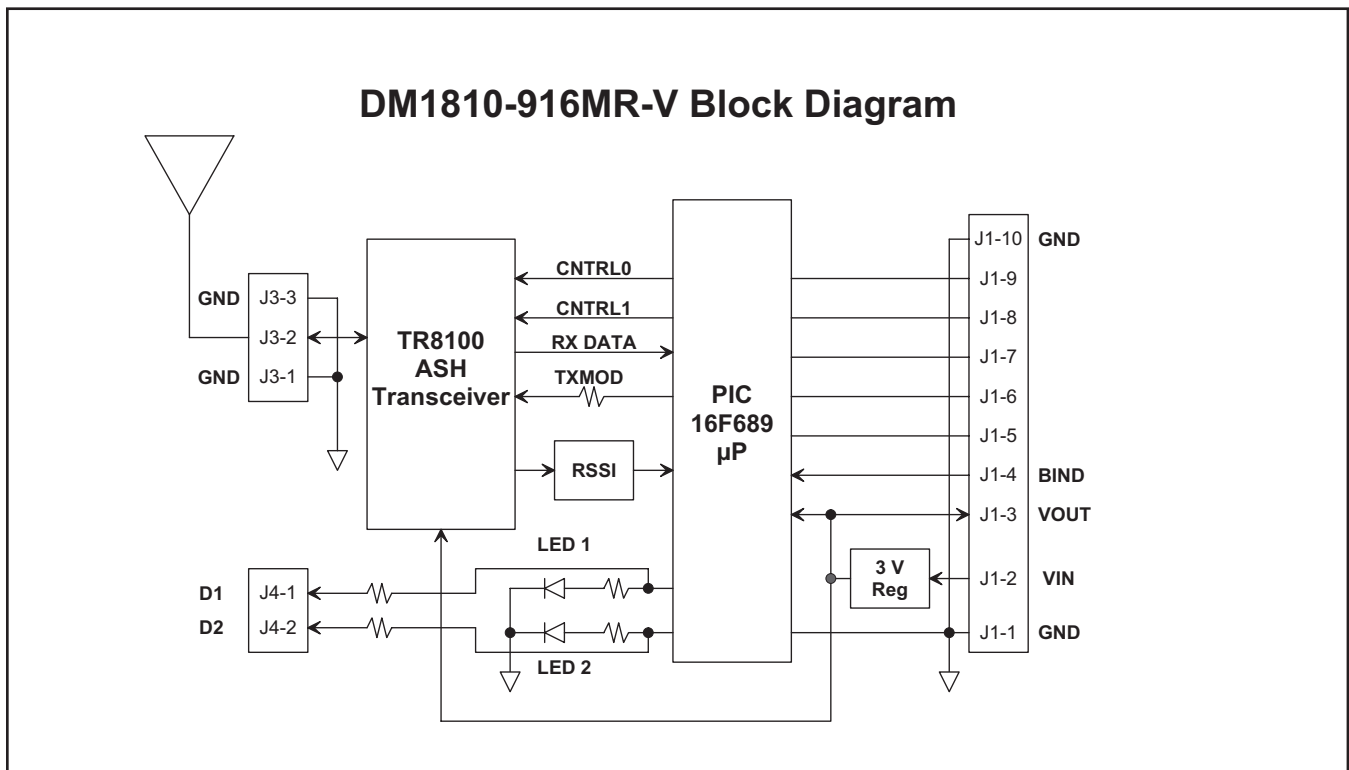 DM1810-916MR-V Block Diagram
GND J3-3
J3-2
GND J3-1
TR8100
ASH
Transceiver
CNTRL0
CNTRL1
RX DATA
TXMOD
RSSI
PIC
16F689
µP
J1-10 GND
J1-9
J1-8
J1-7
J1-6
J1-5
J1-4 BIND
J1-3 VOUT
3 V
Reg
J1-2 VIN
J1-1 GND
LED 1
D1 J4-1
D2 J4-2
LED 2